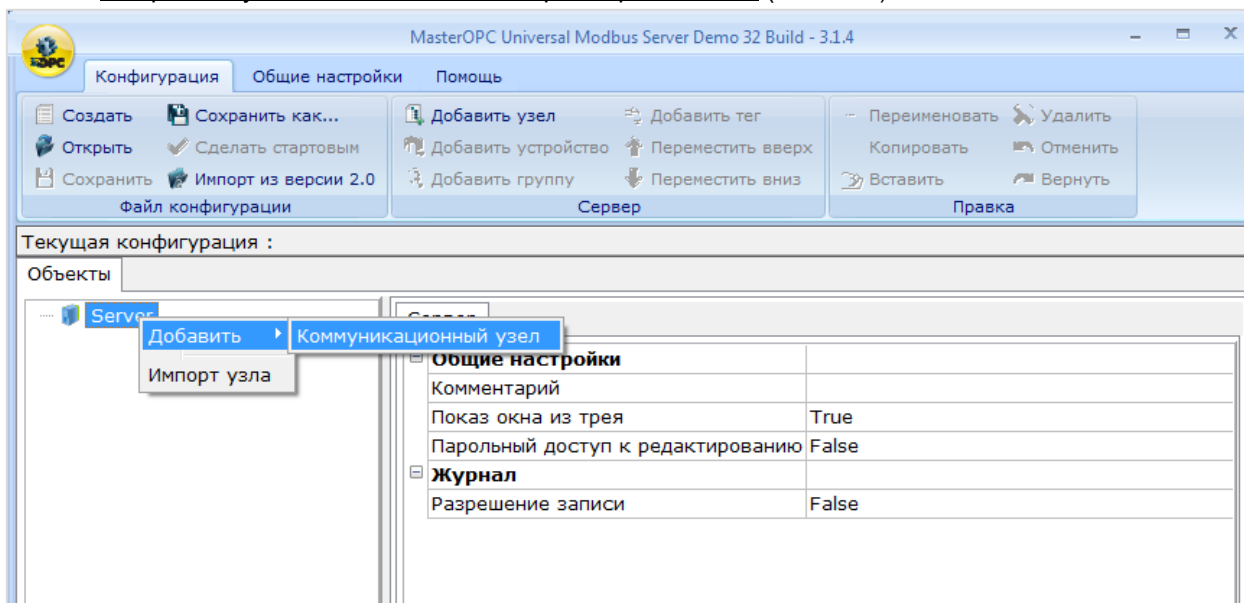 MasterOPC Universal Modbus Server Demo 32 Build - 3.1.4
Конфигурация Общие настройки Помощь
Создать Сохранить как... Добавить узел Добавить тег Переименовать Удалить
Открыть Сделать стартовым Добавить устройство Переместить вверх Копировать Отменить
Сохранить Импорт из версии 2.0 Добавить группу Переместить вниз Вставить Вернуть
Файл конфигурации Сервер Правка
Текущая конфигурация :
Объекты
Server
Добавить Коммуникационный узел
Импорт узла
Общие настройки
Комментарий
Показ окна из трея True
Парольный доступ к редактированию False
Журнал
Разрешение записи False